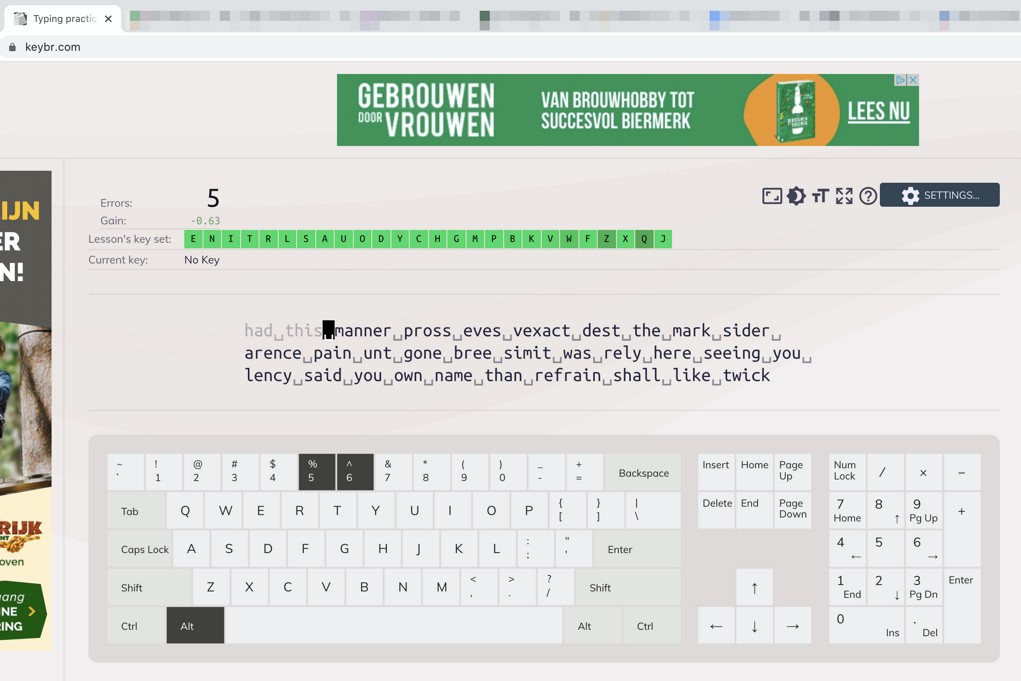 Typing practic
keybr.com
GEBROUWEN
DOOR VROUWEN
VAN BROUWHOBBY TOT
SUCCESVOL BIERMERK
LEES NU
IJN
ER
N!
RIJK
NT
oven
gang
INE
RING
Errors: 5
Gain: -0.63
Lesson's key set: E N I T R L S A U O D Y C H G M P B K V W F Z X Q J
Current key: No Key
SETTINGS...
had␣this manner␣pross␣eves␣vexact␣dest␣the␣mark␣sider␣
arence␣pain␣unt␣gone␣bree␣simit␣was␣rely␣here␣seeing␣you␣
lency␣said␣you␣own␣name␣than␣refrain␣shall␣like␣twick
~ ! @ # $ % ^ & * ( ) _ +
` 1 2 3 4 5 6 7 8 9 0 - = Backspace
Tab Q W E R T Y U I O P { [ } ] | \
Caps Lock A S D F G H J K L : ; " ' Enter
Shift Z X C V B N M < , > . ? / Shift
Ctrl Alt Alt Ctrl
Insert Home Page Up
Delete End Page Down
↑
← ↓ →
Num Lock / × −
7 Home 8 ↑ 9 Pg Up +
4 ← 5 6 →
1 End 2 ↓ 3 Pg Dn Enter
0 Ins . Del